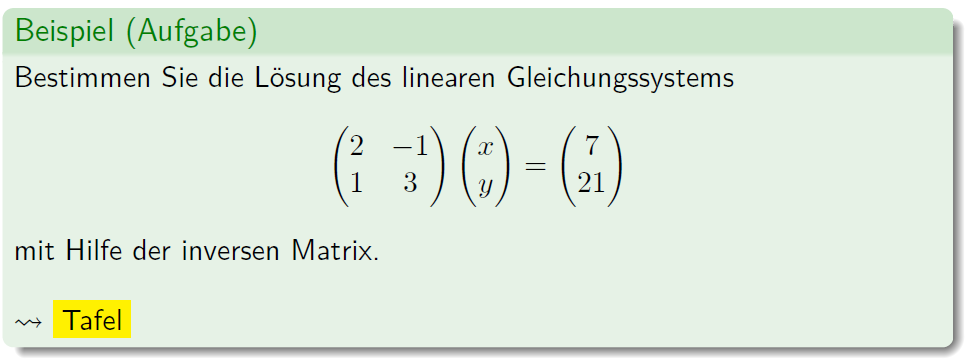 Beispiel (Aufgabe)
Bestimmen Sie die Lösung des linearen Gleichungssystems
(2 −1) (x) = (7)
(1 3) (y) (21)
mit Hilfe der inversen Matrix.
⇝ Tafel